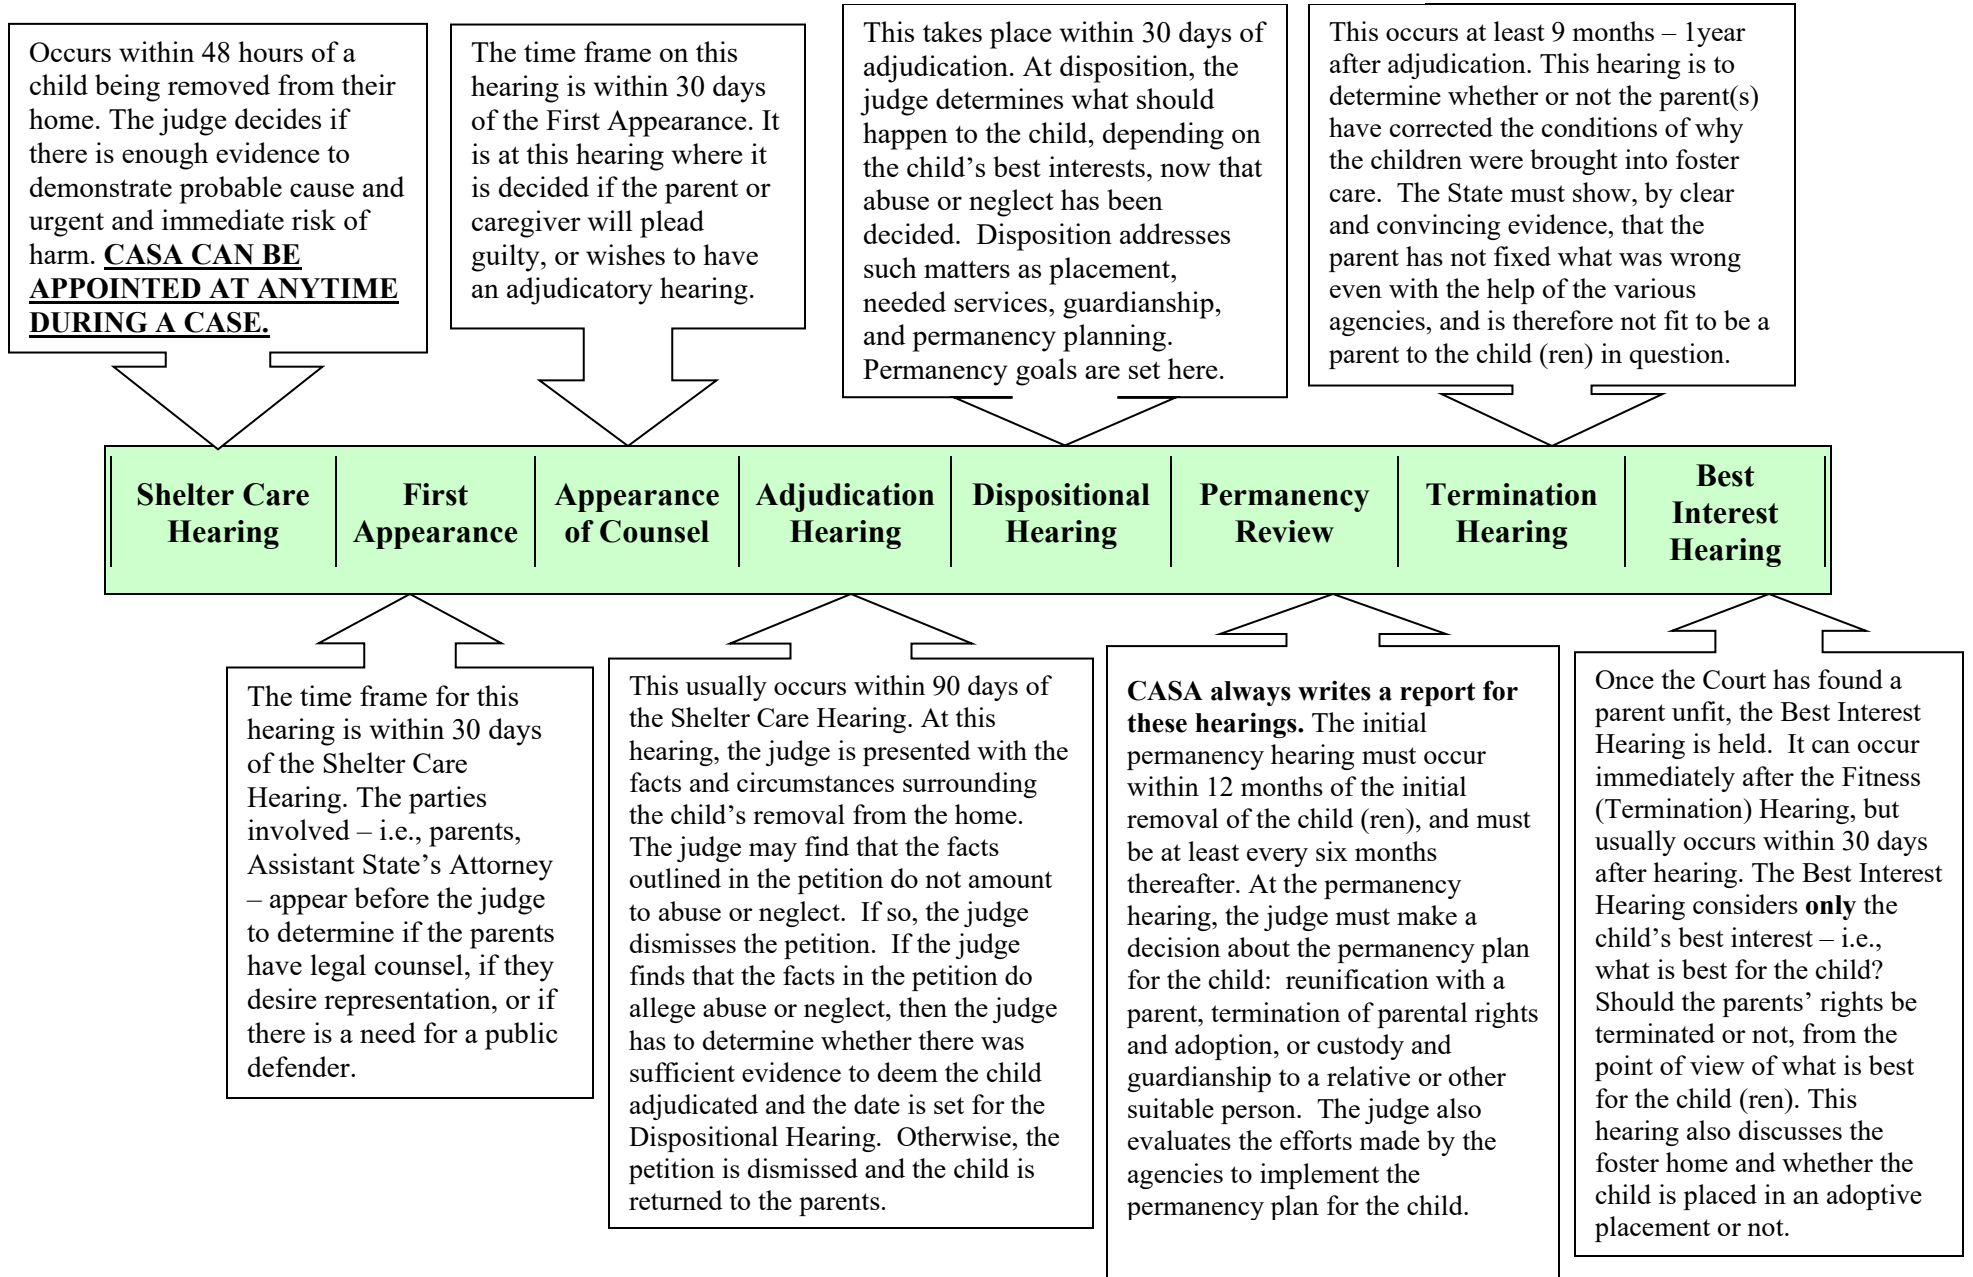 Occurs within 48 hours of a
child being removed from their
home. The judge decides if
there is enough evidence to
demonstrate probable cause and
urgent and immediate risk of
harm. CASA CAN BE
APPOINTED AT ANYTIME
DURING A CASE.
The time frame on this
hearing is within 30 days
of the First Appearance. It
is at this hearing where it
is decided if the parent or
caregiver will plead
guilty, or wishes to have
an adjudicatory hearing.
This takes place within 30 days of
adjudication. At disposition, the
judge determines what should
happen to the child, depending on
the child’s best interests, now that
abuse or neglect has been
decided.  Disposition addresses
such matters as placement,
needed services, guardianship,
and permanency planning.
Permanency goals are set here.
This occurs at least 9 months – 1year
after adjudication. This hearing is to
determine whether or not the parent(s)
have corrected the conditions of why
the children were brought into foster
care.  The State must show, by clear
and convincing evidence, that the
parent has not fixed what was wrong
even with the help of the various
agencies, and is therefore not fit to be a
parent to the child (ren) in question.
Shelter Care
Hearing
First
Appearance
Appearance
of Counsel
Adjudication
Hearing
Dispositional
Hearing
Permanency
Review
Termination
Hearing
Best
Interest
Hearing
The time frame for this
hearing is within 30 days
of the Shelter Care
Hearing. The parties
involved – i.e., parents,
Assistant State’s Attorney
– appear before the judge
to determine if the parents
have legal counsel, if they
desire representation, or if
there is a need for a public
defender.
This usually occurs within 90 days of
the Shelter Care Hearing. At this
hearing, the judge is presented with the
facts and circumstances surrounding
the child’s removal from the home.
The judge may find that the facts
outlined in the petition do not amount
to abuse or neglect.  If so, the judge
dismisses the petition.  If the judge
finds that the facts in the petition do
allege abuse or neglect, then the judge
has to determine whether there was
sufficient evidence to deem the child
adjudicated and the date is set for the
Dispositional Hearing.  Otherwise, the
petition is dismissed and the child is
returned to the parents.
CASA always writes a report for
these hearings. The initial
permanency hearing must occur
within 12 months of the initial
removal of the child (ren), and must
be at least every six months
thereafter. At the permanency
hearing, the judge must make a
decision about the permanency plan
for the child:  reunification with a
parent, termination of parental rights
and adoption, or custody and
guardianship to a relative or other
suitable person.  The judge also
evaluates the efforts made by the
agencies to implement the
permanency plan for the child.
Once the Court has found a
parent unfit, the Best Interest
Hearing is held.  It can occur
immediately after the Fitness
(Termination) Hearing, but
usually occurs within 30 days
after hearing. The Best Interest
Hearing considers only the
child’s best interest – i.e.,
what is best for the child?
Should the parents’ rights be
terminated or not, from the
point of view of what is best
for the child (ren). This
hearing also discusses the
foster home and whether the
child is placed in an adoptive
placement or not.